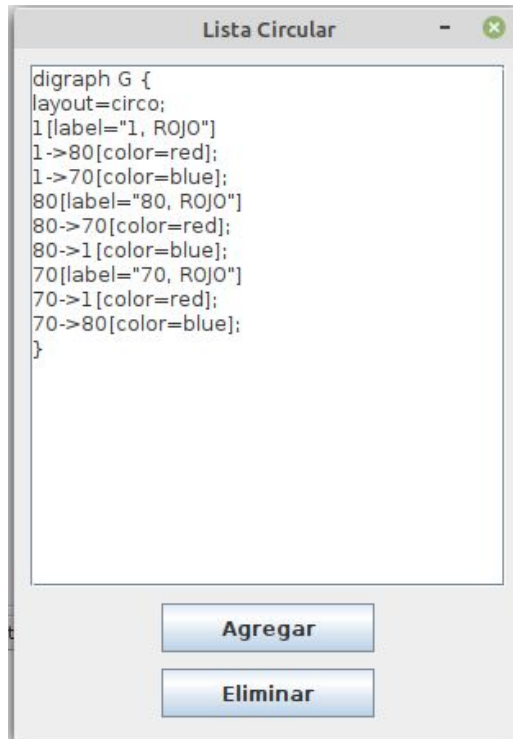 Lista Circular
digraph G {
layout=circo;
1[label="1, ROJO"]
1->80[color=red];
1->70[color=blue];
80[label="80, ROJO"]
80->70[color=red];
80->1[color=blue];
70[label="70, ROJO"]
70->1[color=red];
70->80[color=blue];
}
t
Agregar
Eliminar